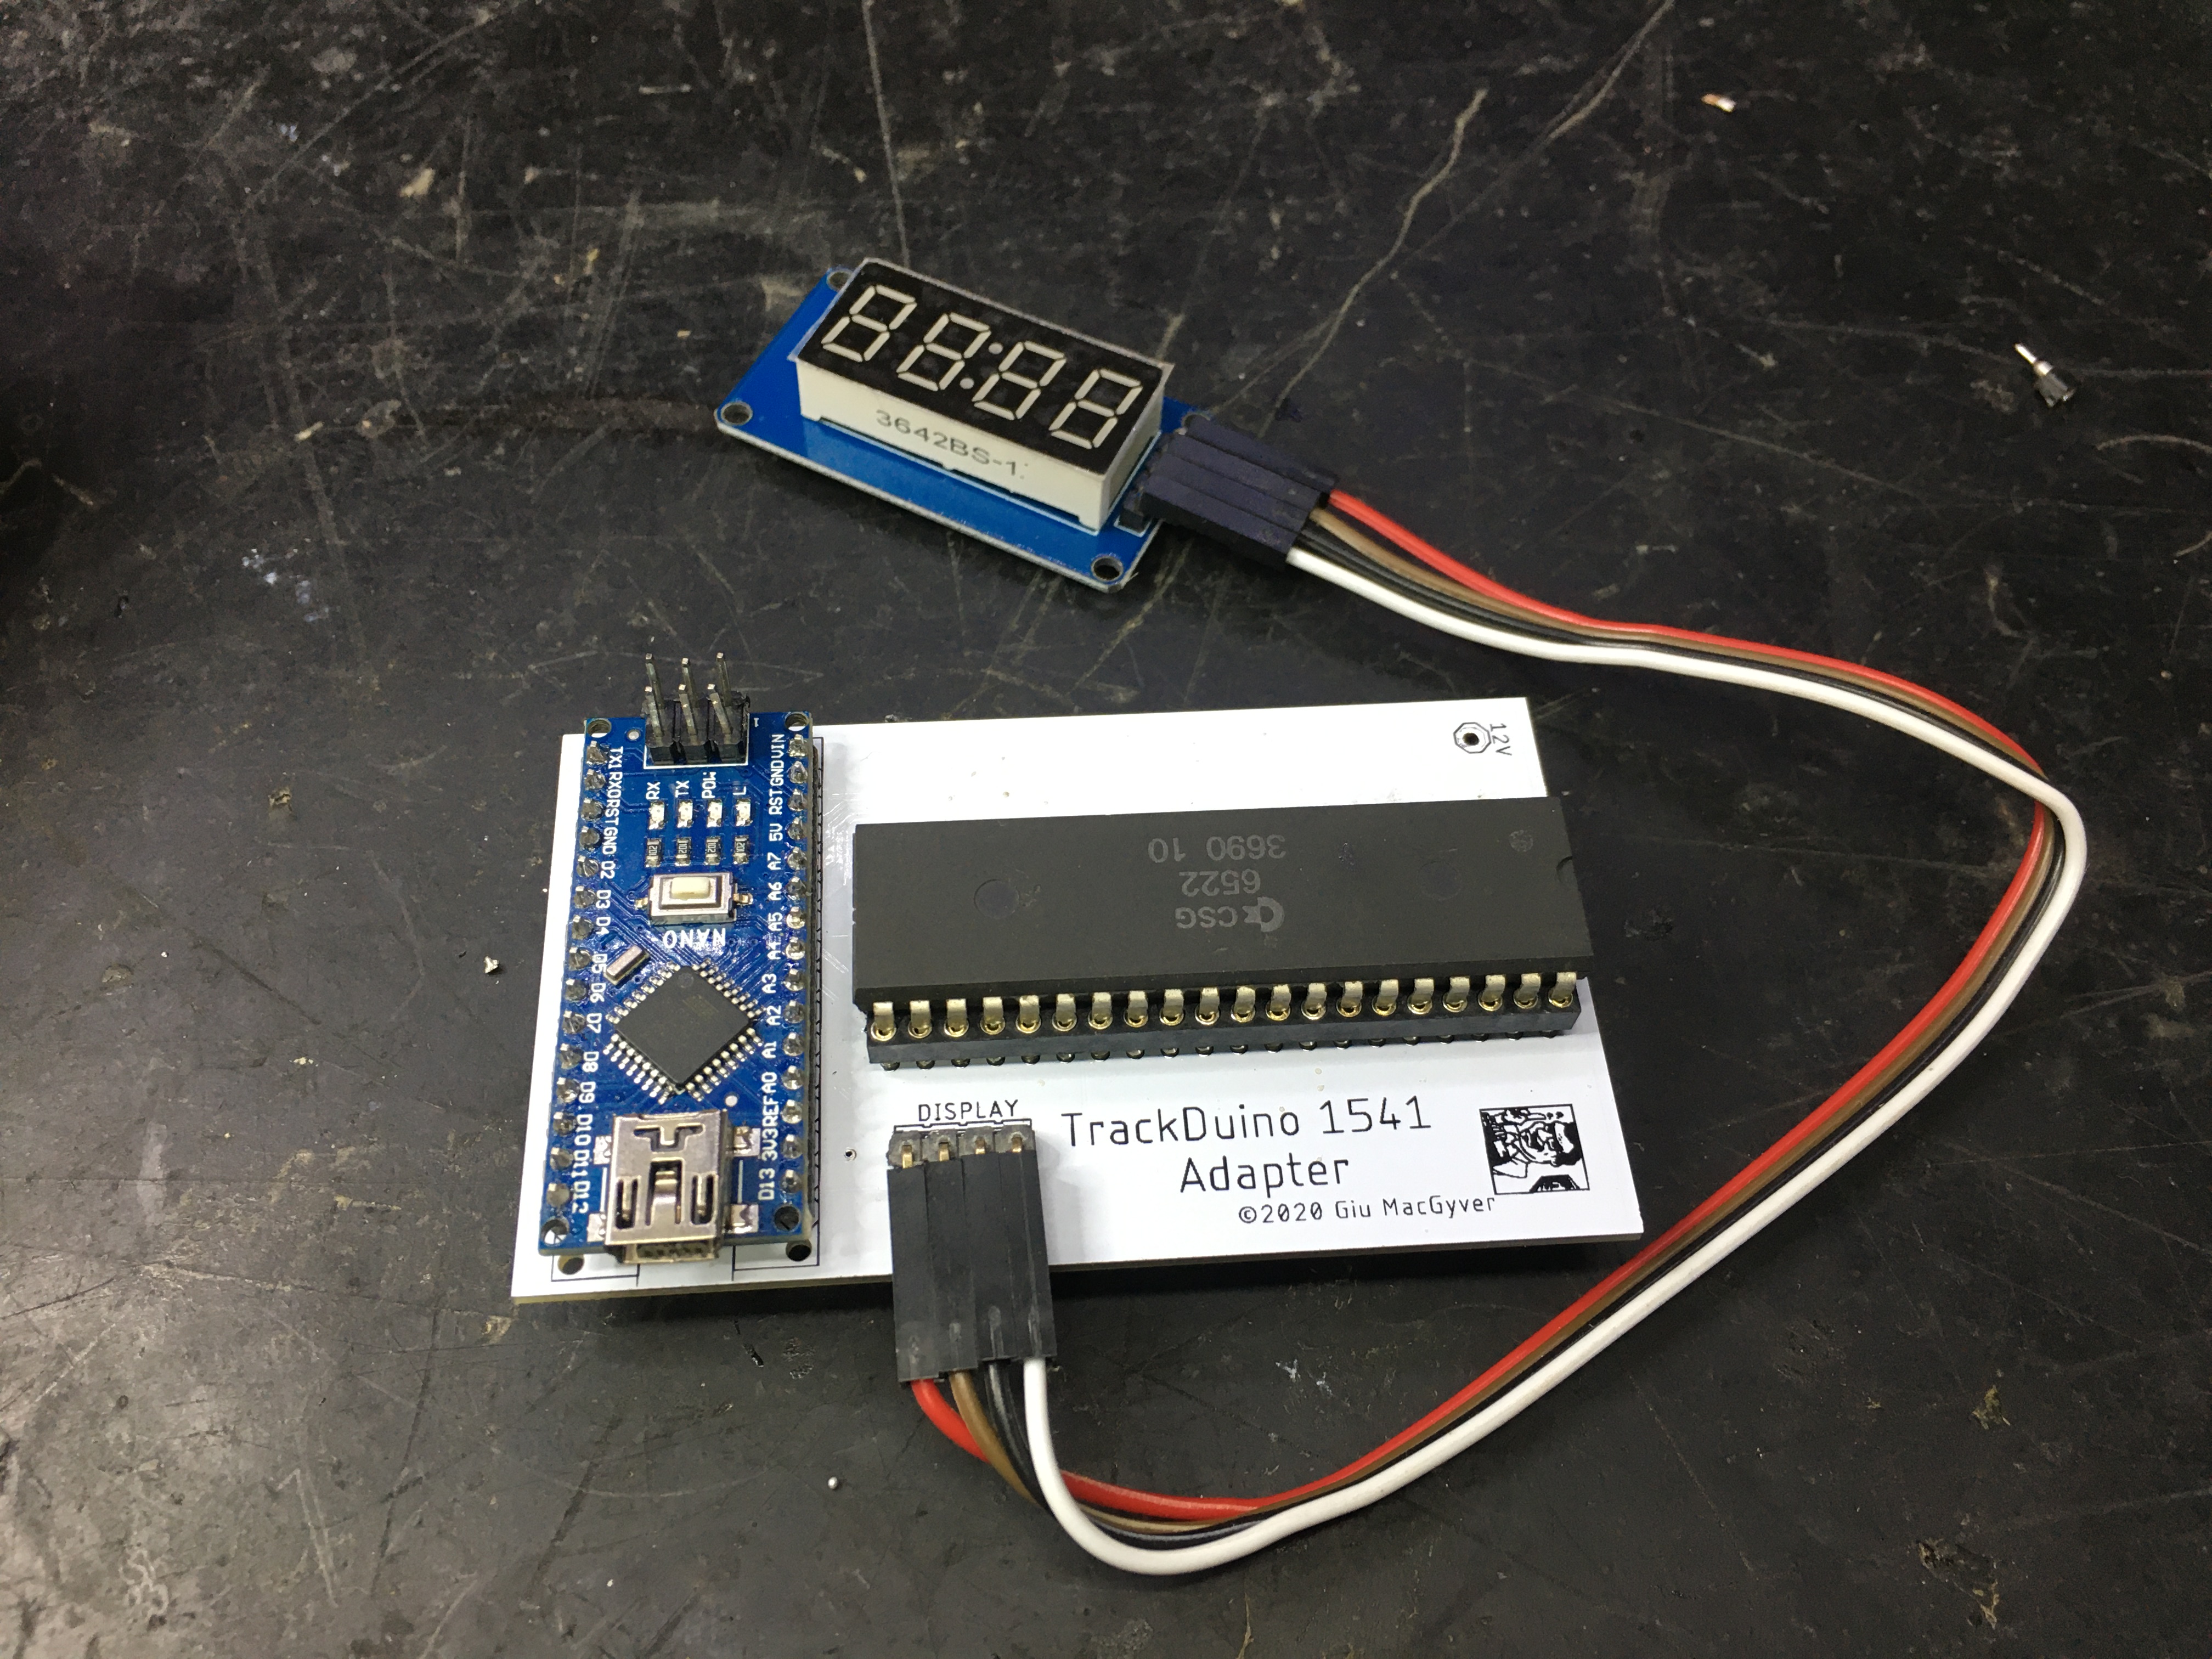 3642BS-1
12V
TX1 RX0 RST GND D2 D3 D4 D5 D6 D7 D8 D9 D10 D11 D12
RX TX POW L
1
VIN GND RST 5V A7 A6 A5 A4 A3 A2 A1 A0 REF 3V3 D13
NANO
CSG
6522
3690 10
DISPLAY
TrackDuino 1541
Adapter
©2020 Giu MacGyver